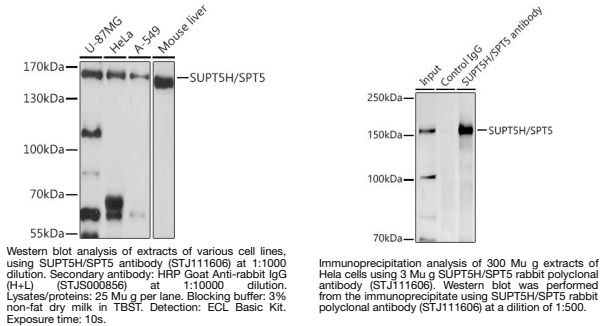 U-87MG
HeLa
A-549
Mouse liver
170kDa
130kDa
100kDa
70kDa
55kDa
SUPT5H/SPT5
Western blot analysis of extracts of various cell lines,
using SUPT5H/SPT5 antibody (STJ111606) at 1:1000
dilution. Secondary antibody: HRP Goat Anti-rabbit IgG
(H+L) (STJS000856) at 1:10000 dilution.
Lysates/proteins: 25 Mu g per lane. Blocking buffer: 3%
non-fat dry milk in TBST. Detection: ECL Basic Kit.
Exposure time: 10s.
Input
Control IgG
SUPT5H/SPT5 antibody
250kDa
150kDa
100kDa
70kDa
SUPT5H/SPT5
Immunoprecipitation analysis of 300 Mu g extracts of
Hela cells using 3 Mu g SUPT5H/SPT5 rabbit polyclonal
antibody (STJ111606). Western blot was performed
from the immunoprecipitate using SUPT5H/SPT5 rabbit
polyclonal antibody (STJ111606) at a dilition of 1:500.